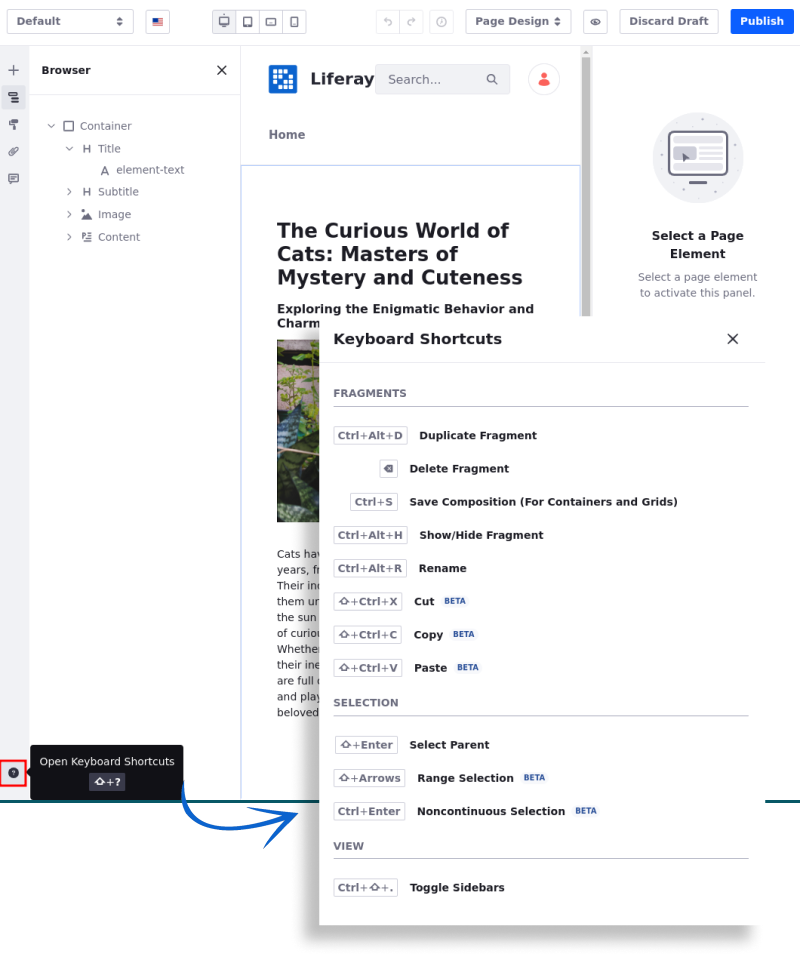 Default
Page Design
Discard Draft
Publish
Browser
Container
H Title
A element-text
H Subtitle
Image
Content
Liferay
Search...
Home
The Curious World of
Cats: Masters of
Mystery and Cuteness
Exploring the Enigmatic Behavior and
Charm
Cats hav
years, fr
Their ind
them un
the sun
of curiou
Whether
their ine
are full o
and play
beloved
Select a Page
Element
Select a page element
to activate this panel.
Open Keyboard Shortcuts
⇧+?
Keyboard Shortcuts
FRAGMENTS
Ctrl+Alt+D Duplicate Fragment
⌫ Delete Fragment
Ctrl+S Save Composition (For Containers and Grids)
Ctrl+Alt+H Show/Hide Fragment
Ctrl+Alt+R Rename
⇧+Ctrl+X Cut BETA
⇧+Ctrl+C Copy BETA
⇧+Ctrl+V Paste BETA
SELECTION
⇧+Enter Select Parent
⇧+Arrows Range Selection BETA
Ctrl+Enter Noncontinuous Selection BETA
VIEW
Ctrl+⇧+. Toggle Sidebars